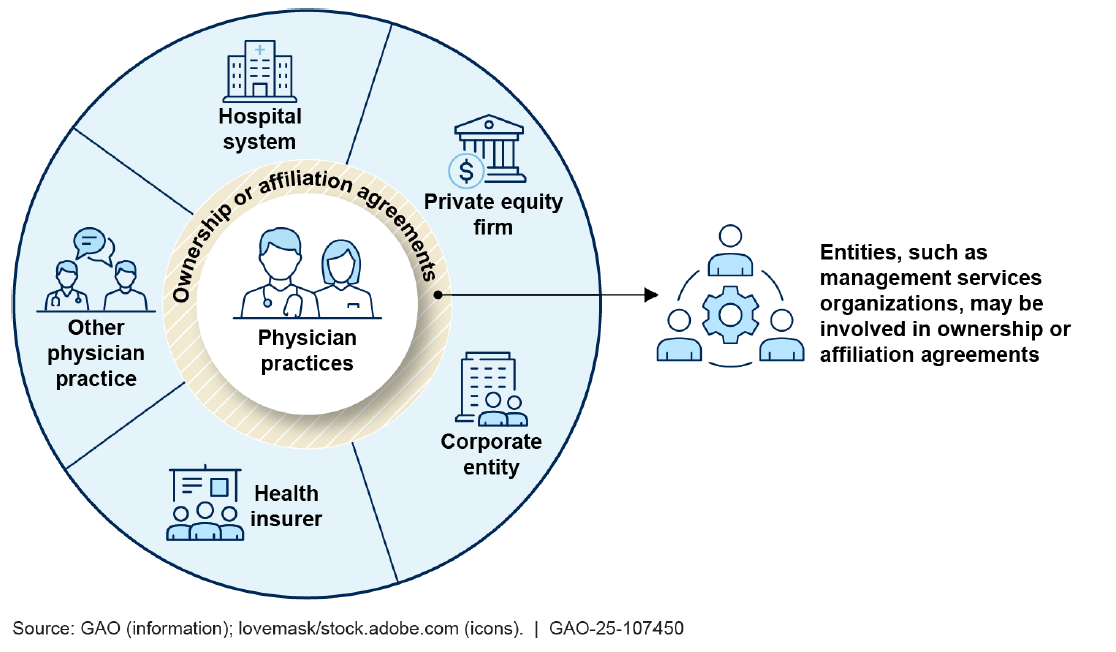 Hospital
system
Private equity
firm
Ownership or affiliation agreements
Other
physician
practice
Physician
practices
Entities, such as
management services
organizations, may be
involved in ownership or
affiliation agreements
Corporate
entity
Health
insurer
$
Source: GAO (information); lovemask/stock.adobe.com (icons). | GAO-25-107450